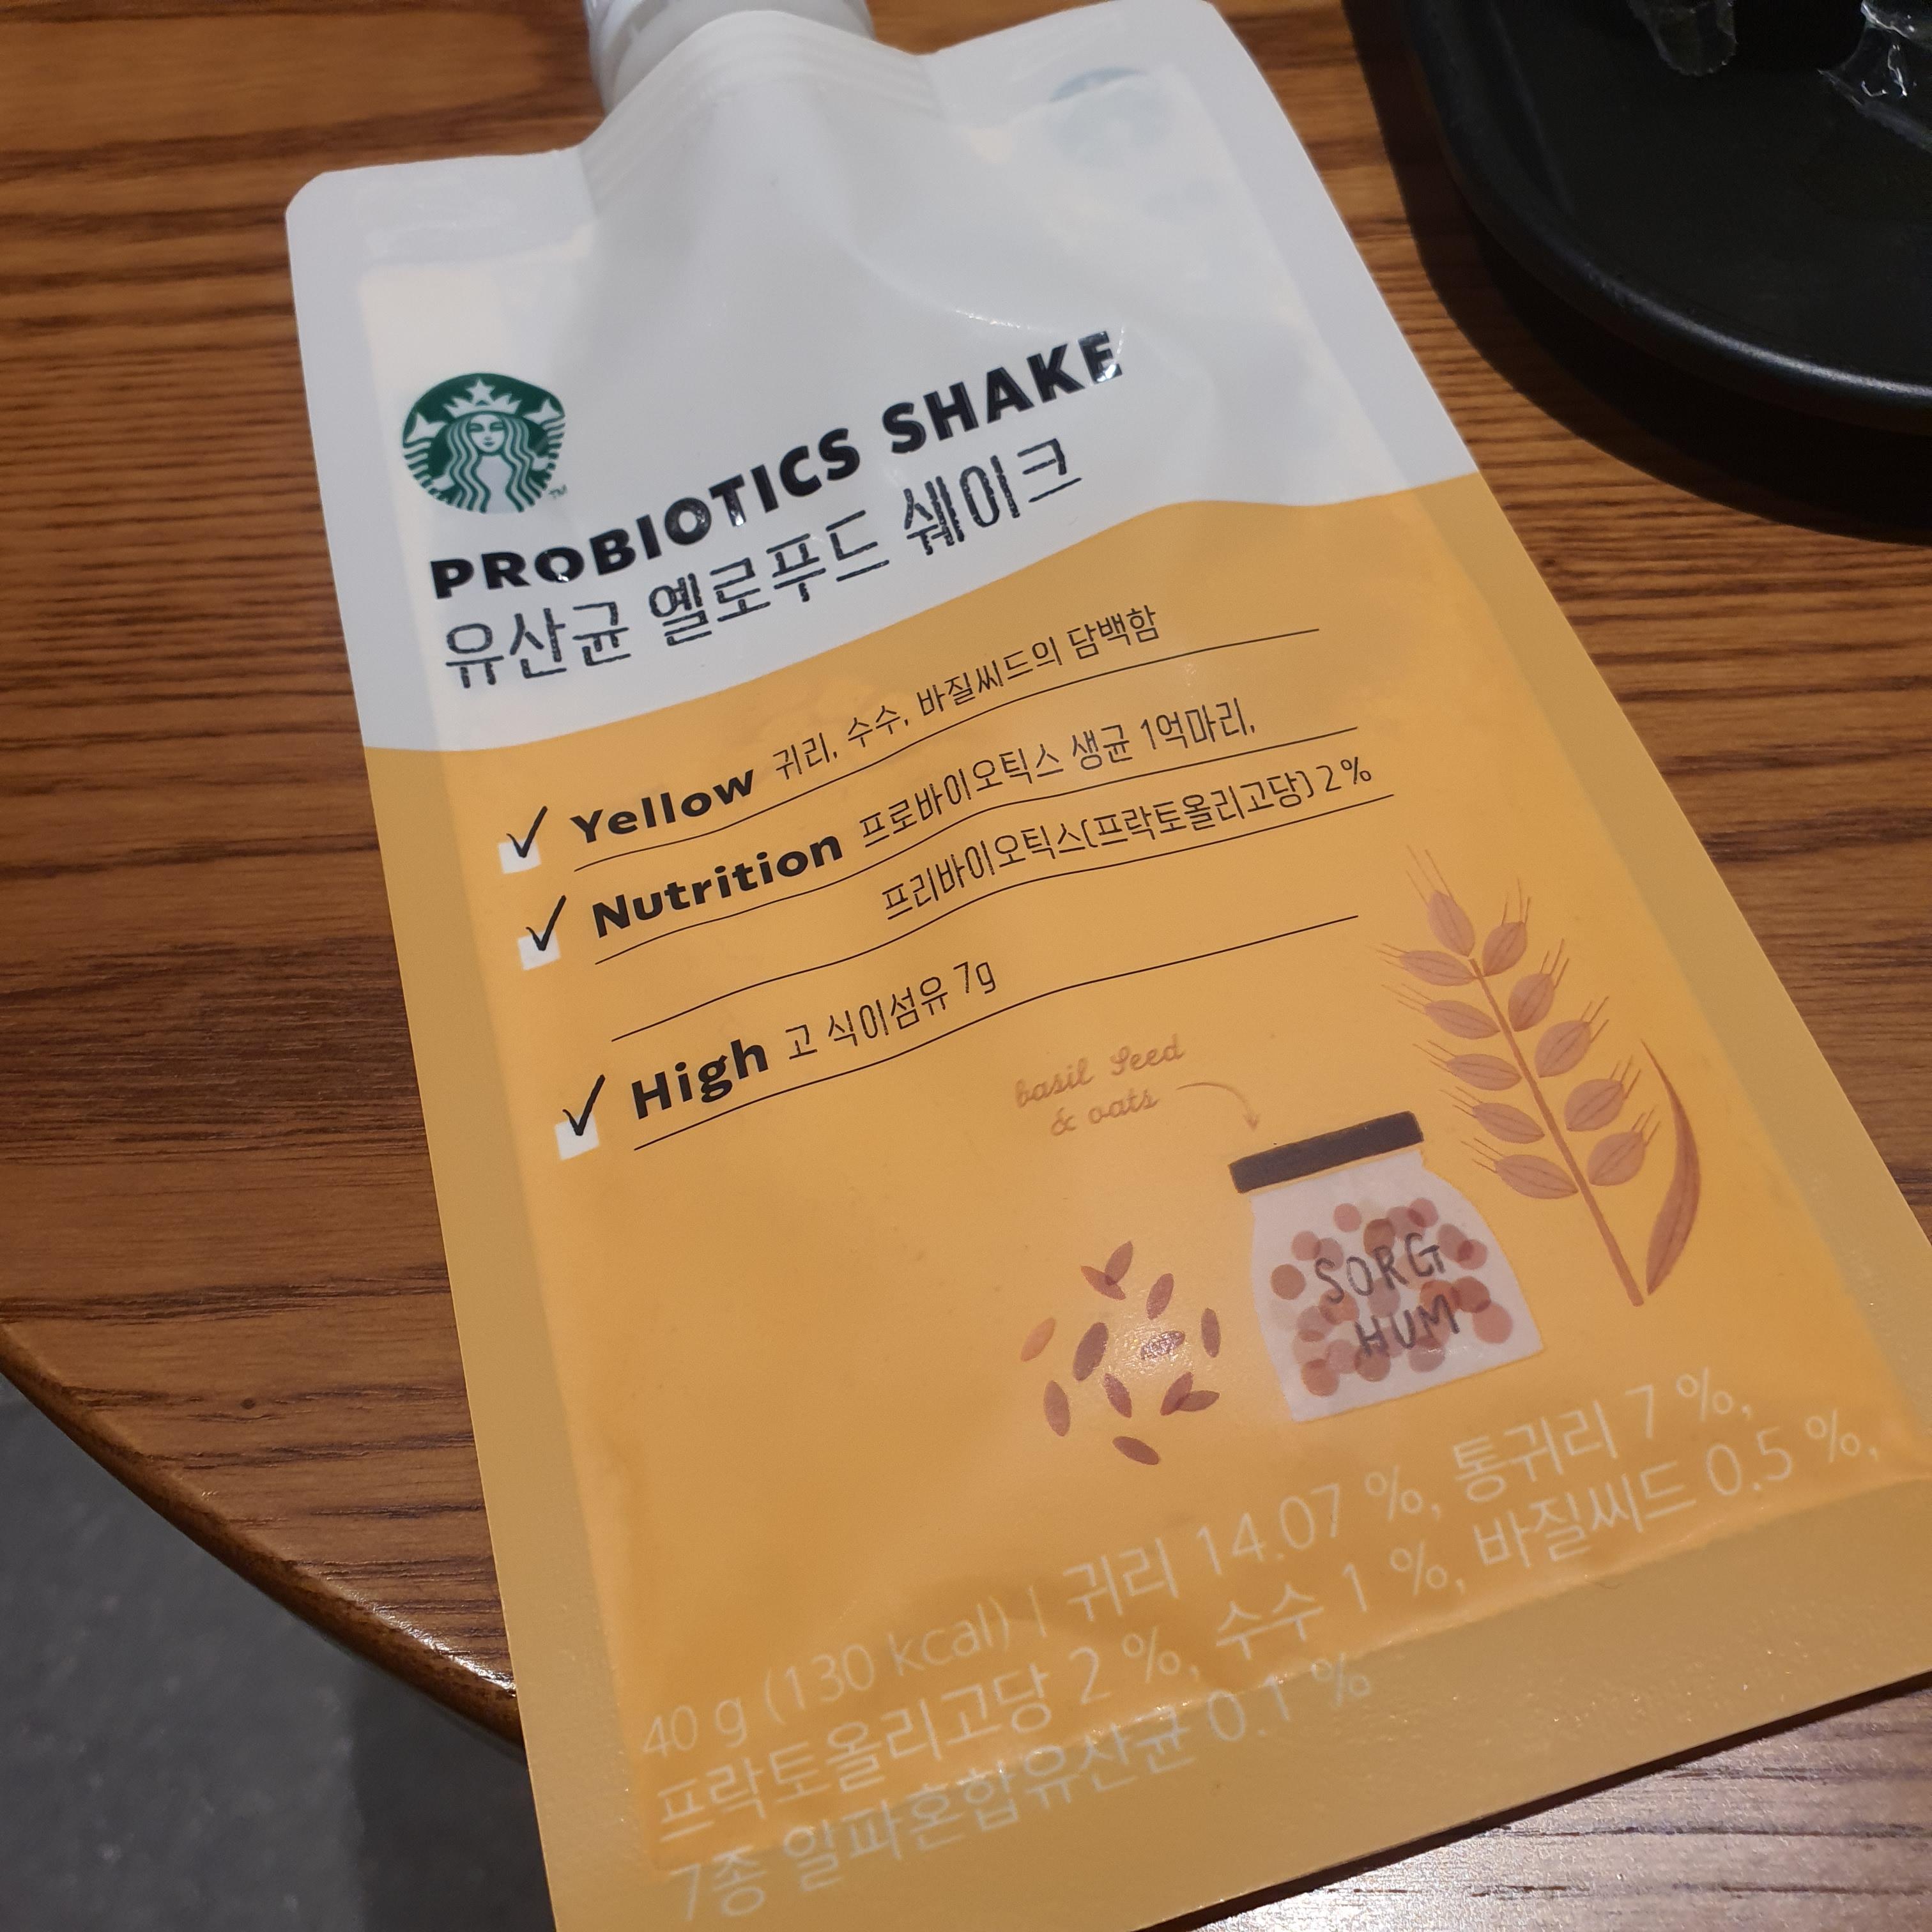 PROBIOTICS SHAKE
유산균 옐로푸드 쉐이크
Yellow 귀리, 수수, 바질씨드의 담백함
Nutrition 프로바이오틱스 생균 1억마리,
프리바이오틱스(프락토올리고당) 2%
High 고 식이섬유 7g
basil Seed
& oats
SORG
HUM
40 g (130 kcal) | 귀리 14.07 %, 통귀리 7 %,
프락토올리고당 2 %, 수수 1 %, 바질씨드 0.5 %,
7종 알파혼합유산균 0.1 %